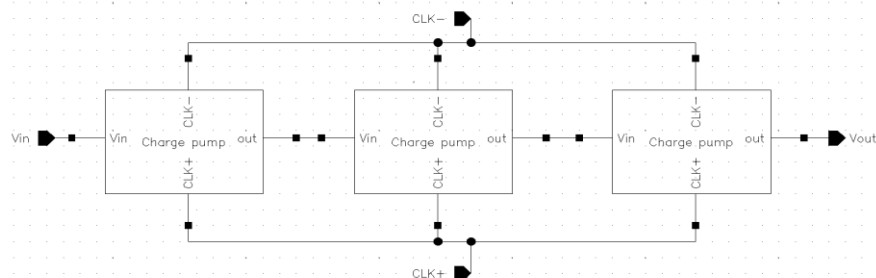 CLK-
CLK- CLK- CLK-
Vin Vin Charge pump out Vin Charge pump out Vin Charge pump out Vout
CLK+ CLK+ CLK+
CLK+